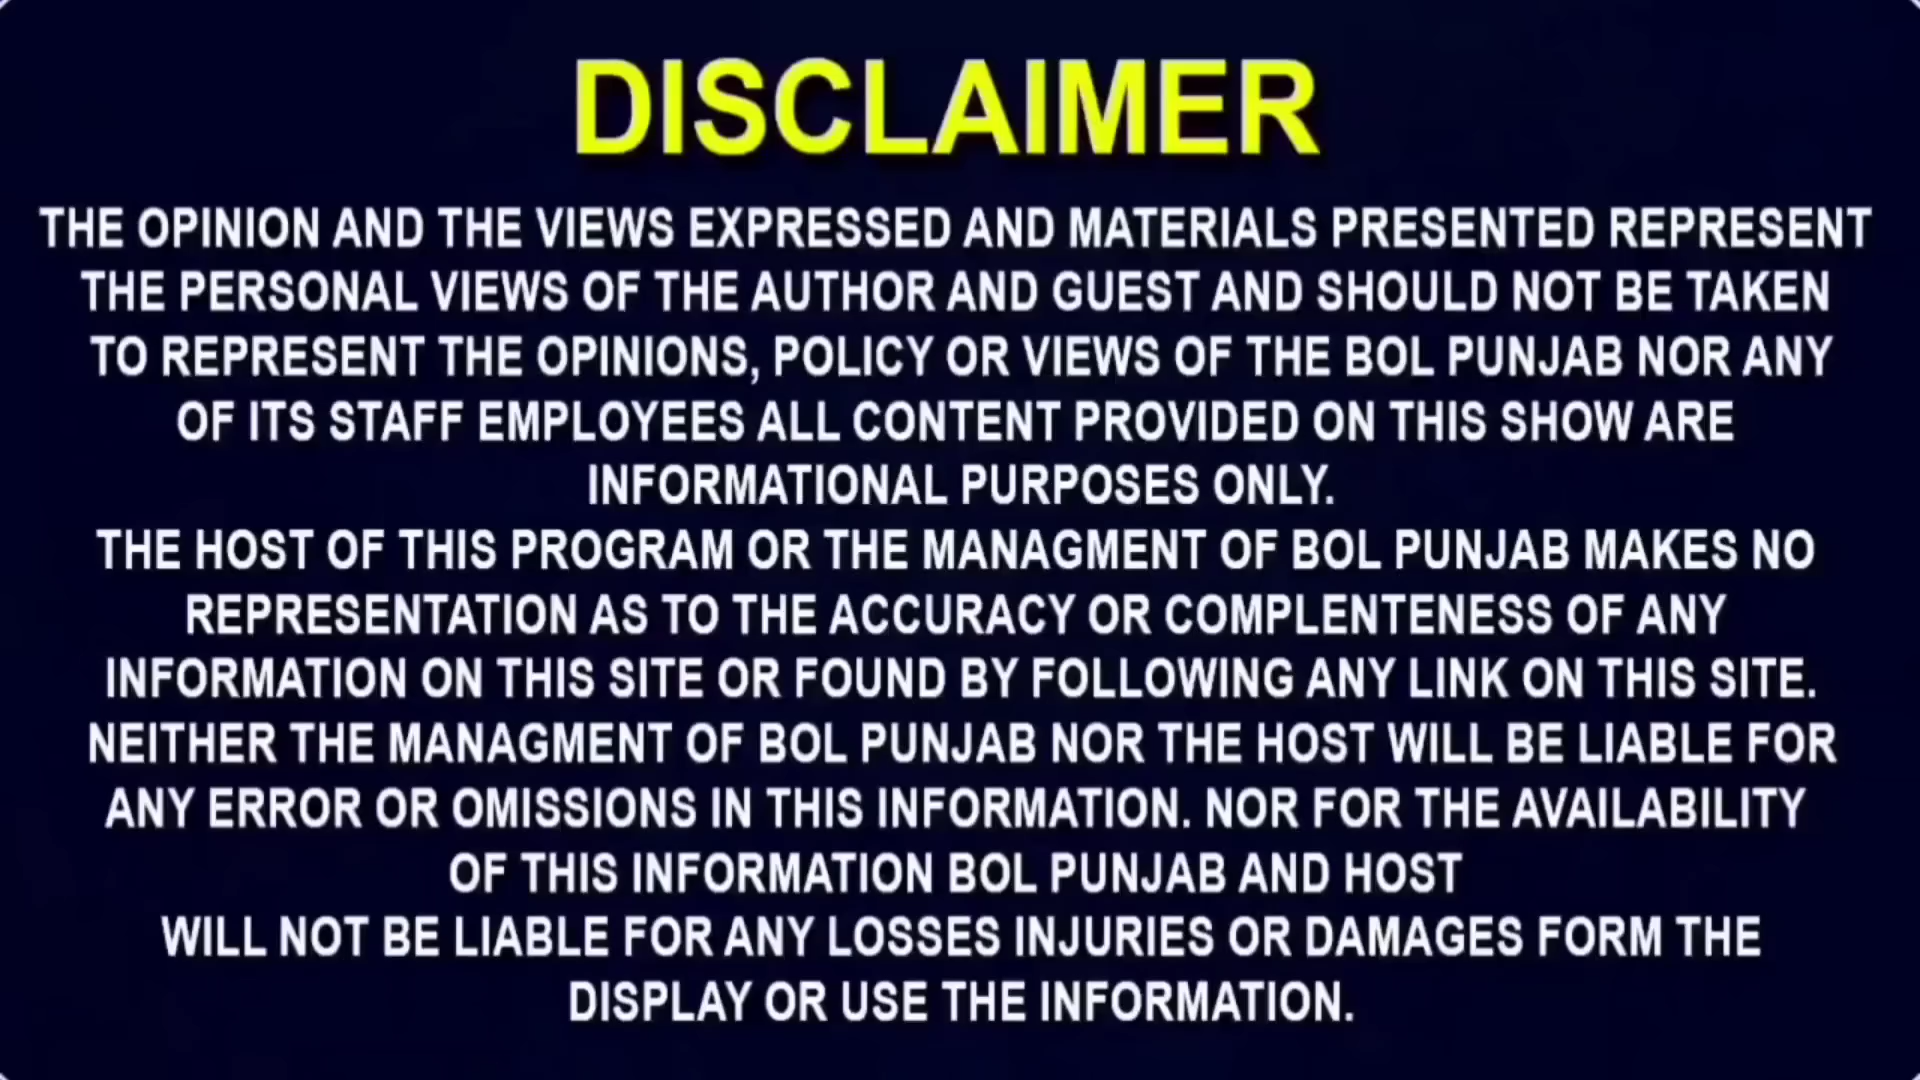 DISCLAIMER
THE OPINION AND THE VIEWS EXPRESSED AND MATERIALS PRESENTED REPRESENT
THE PERSONAL VIEWS OF THE AUTHOR AND GUEST AND SHOULD NOT BE TAKEN
TO REPRESENT THE OPINIONS, POLICY OR VIEWS OF THE BOL PUNJAB NOR ANY
OF ITS STAFF EMPLOYEES ALL CONTENT PROVIDED ON THIS SHOW ARE
INFORMATIONAL PURPOSES ONLY.
THE HOST OF THIS PROGRAM OR THE MANAGMENT OF BOL PUNJAB MAKES NO
REPRESENTATION AS TO THE ACCURACY OR COMPLENTENESS OF ANY
INFORMATION ON THIS SITE OR FOUND BY FOLLOWING ANY LINK ON THIS SITE.
NEITHER THE MANAGMENT OF BOL PUNJAB NOR THE HOST WILL BE LIABLE FOR
ANY ERROR OR OMISSIONS IN THIS INFORMATION. NOR FOR THE AVAILABILITY
OF THIS INFORMATION BOL PUNJAB AND HOST
WILL NOT BE LIABLE FOR ANY LOSSES INJURIES OR DAMAGES FORM THE
DISPLAY OR USE THE INFORMATION.